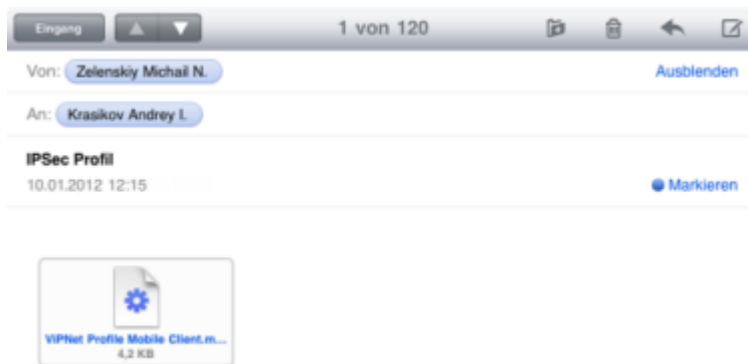 Eingang 1 von 120
Von: Zelenskiy Michail N. Ausblenden
An: Krasikov Andrey I.
IPSec Profil
10.01.2012 12:15 Markieren
ViPNet Profile Mobile Client.m...
4,2 KB